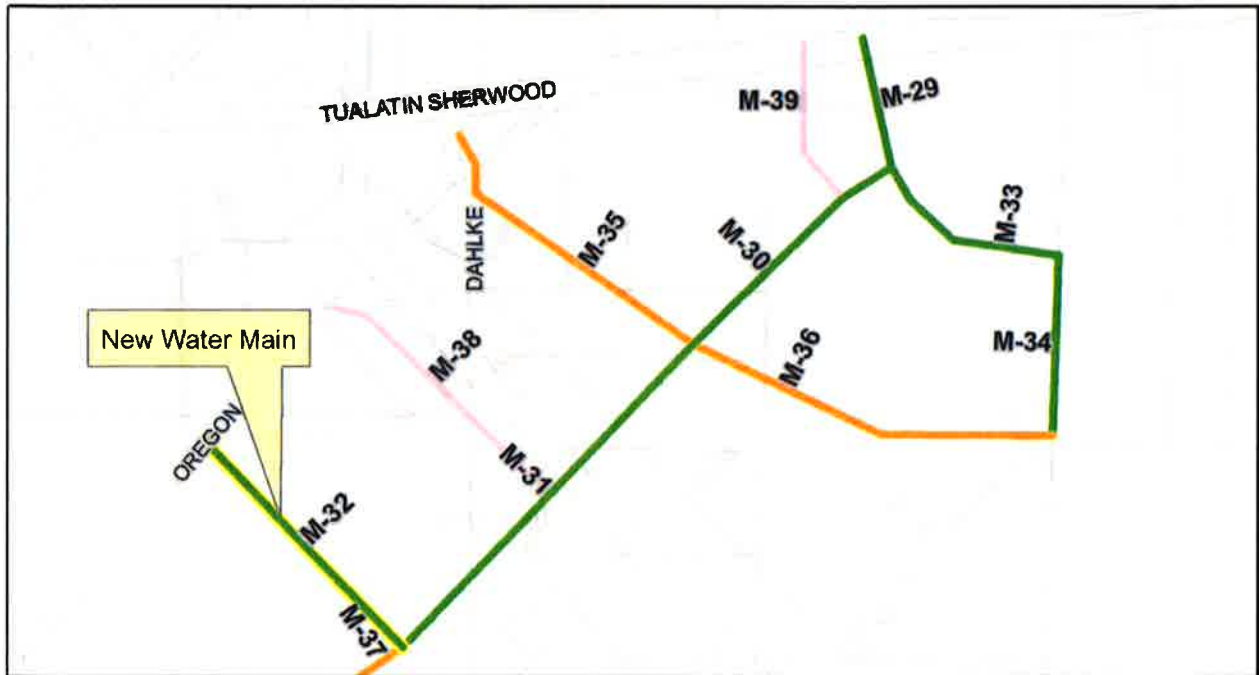 TUALATIN SHERWOOD
M-39
M-29
M-33
DAHLKE
M-35
M-30
New Water Main
M-38
M-36
M-34
OREGON
M-31
M-32
M-37